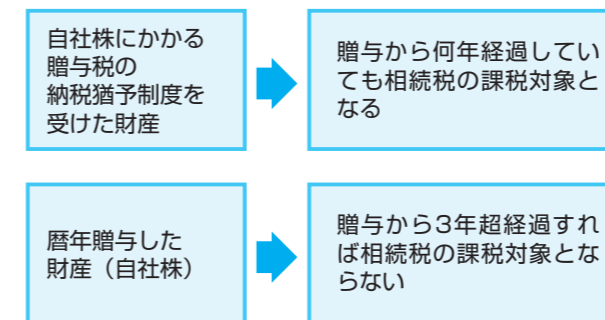 自社株にかかる
贈与税の
納税猶予制度を
受けた財産
贈与から何年経過してい
ても相続税の課税対象と
なる
暦年贈与した
財産（自社株）
贈与から3年超経過すれ
ば相続税の課税対象とな
らない